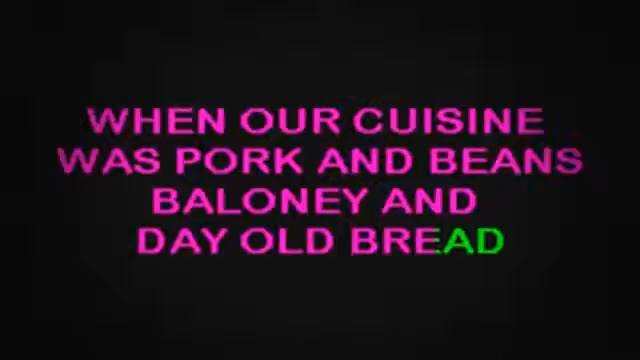 WHEN OUR CUISINE
WAS PORK AND BEANS
BALONEY AND
DAY OLD BREAD